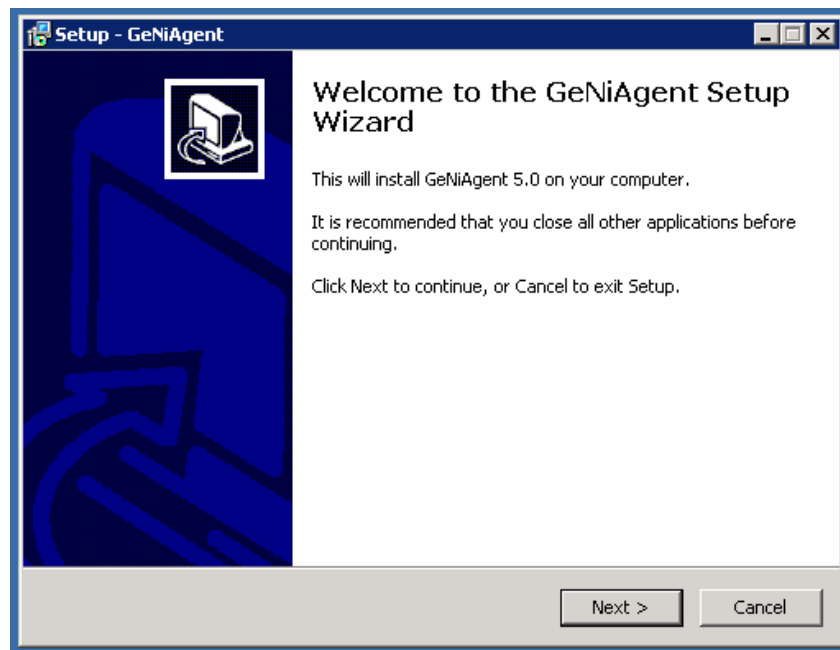 Setup - GeNiAgent
Welcome to the GeNiAgent Setup
Wizard
This will install GeNiAgent 5.0 on your computer.
It is recommended that you close all other applications before
continuing.
Click Next to continue, or Cancel to exit Setup.
Next >
Cancel